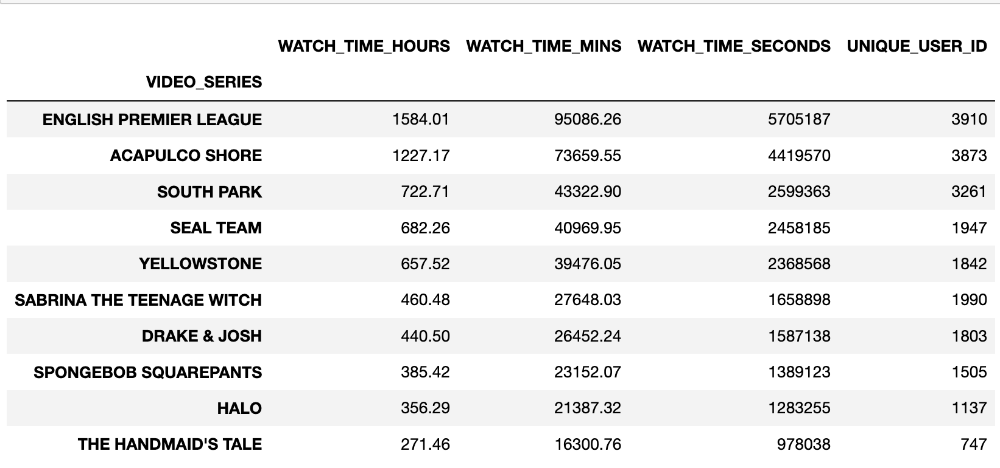 WATCH_TIME_HOURS WATCH_TIME_MINS WATCH_TIME_SECONDS UNIQUE_USER_ID
VIDEO_SERIES
ENGLISH PREMIER LEAGUE 1584.01 95086.26 5705187 3910
ACAPULCO SHORE 1227.17 73659.55 4419570 3873
SOUTH PARK 722.71 43322.90 2599363 3261
SEAL TEAM 682.26 40969.95 2458185 1947
YELLOWSTONE 657.52 39476.05 2368568 1842
SABRINA THE TEENAGE WITCH 460.48 27648.03 1658898 1990
DRAKE & JOSH 440.50 26452.24 1587138 1803
SPONGEBOB SQUAREPANTS 385.42 23152.07 1389123 1505
HALO 356.29 21387.32 1283255 1137
THE HANDMAID'S TALE 271.46 16300.76 978038 747